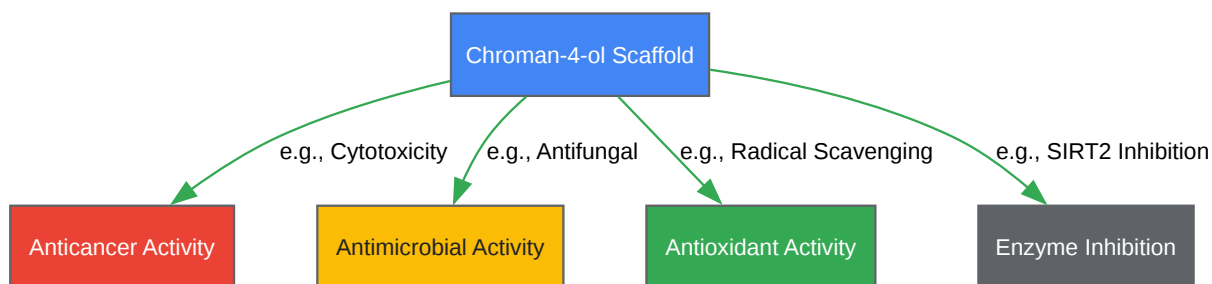 Chroman-4-ol Scaffold
e.g., Cytotoxicity
e.g., Antifungal
e.g., Radical Scavenging
e.g., SIRT2 Inhibition
Anticancer Activity
Antimicrobial Activity
Antioxidant Activity
Enzyme Inhibition